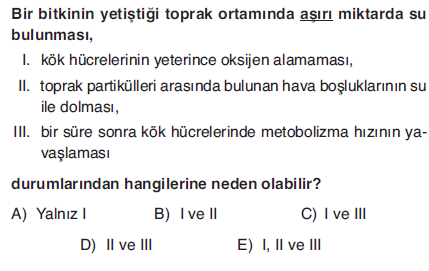 Bir bitkinin yetiştiği toprak ortamında aşırı miktarda su
bulunması,
I. kök hücrelerinin yeterince oksijen alamaması,
II. toprak partikülleri arasında bulunan hava boşluklarının su
ile dolması,
III. bir süre sonra kök hücrelerinde metobolizma hızının ya-
vaşlaması
durumlarından hangilerine neden olabilir?
A) Yalnız I B) I ve II C) I ve III
D) II ve III E) I, II ve III